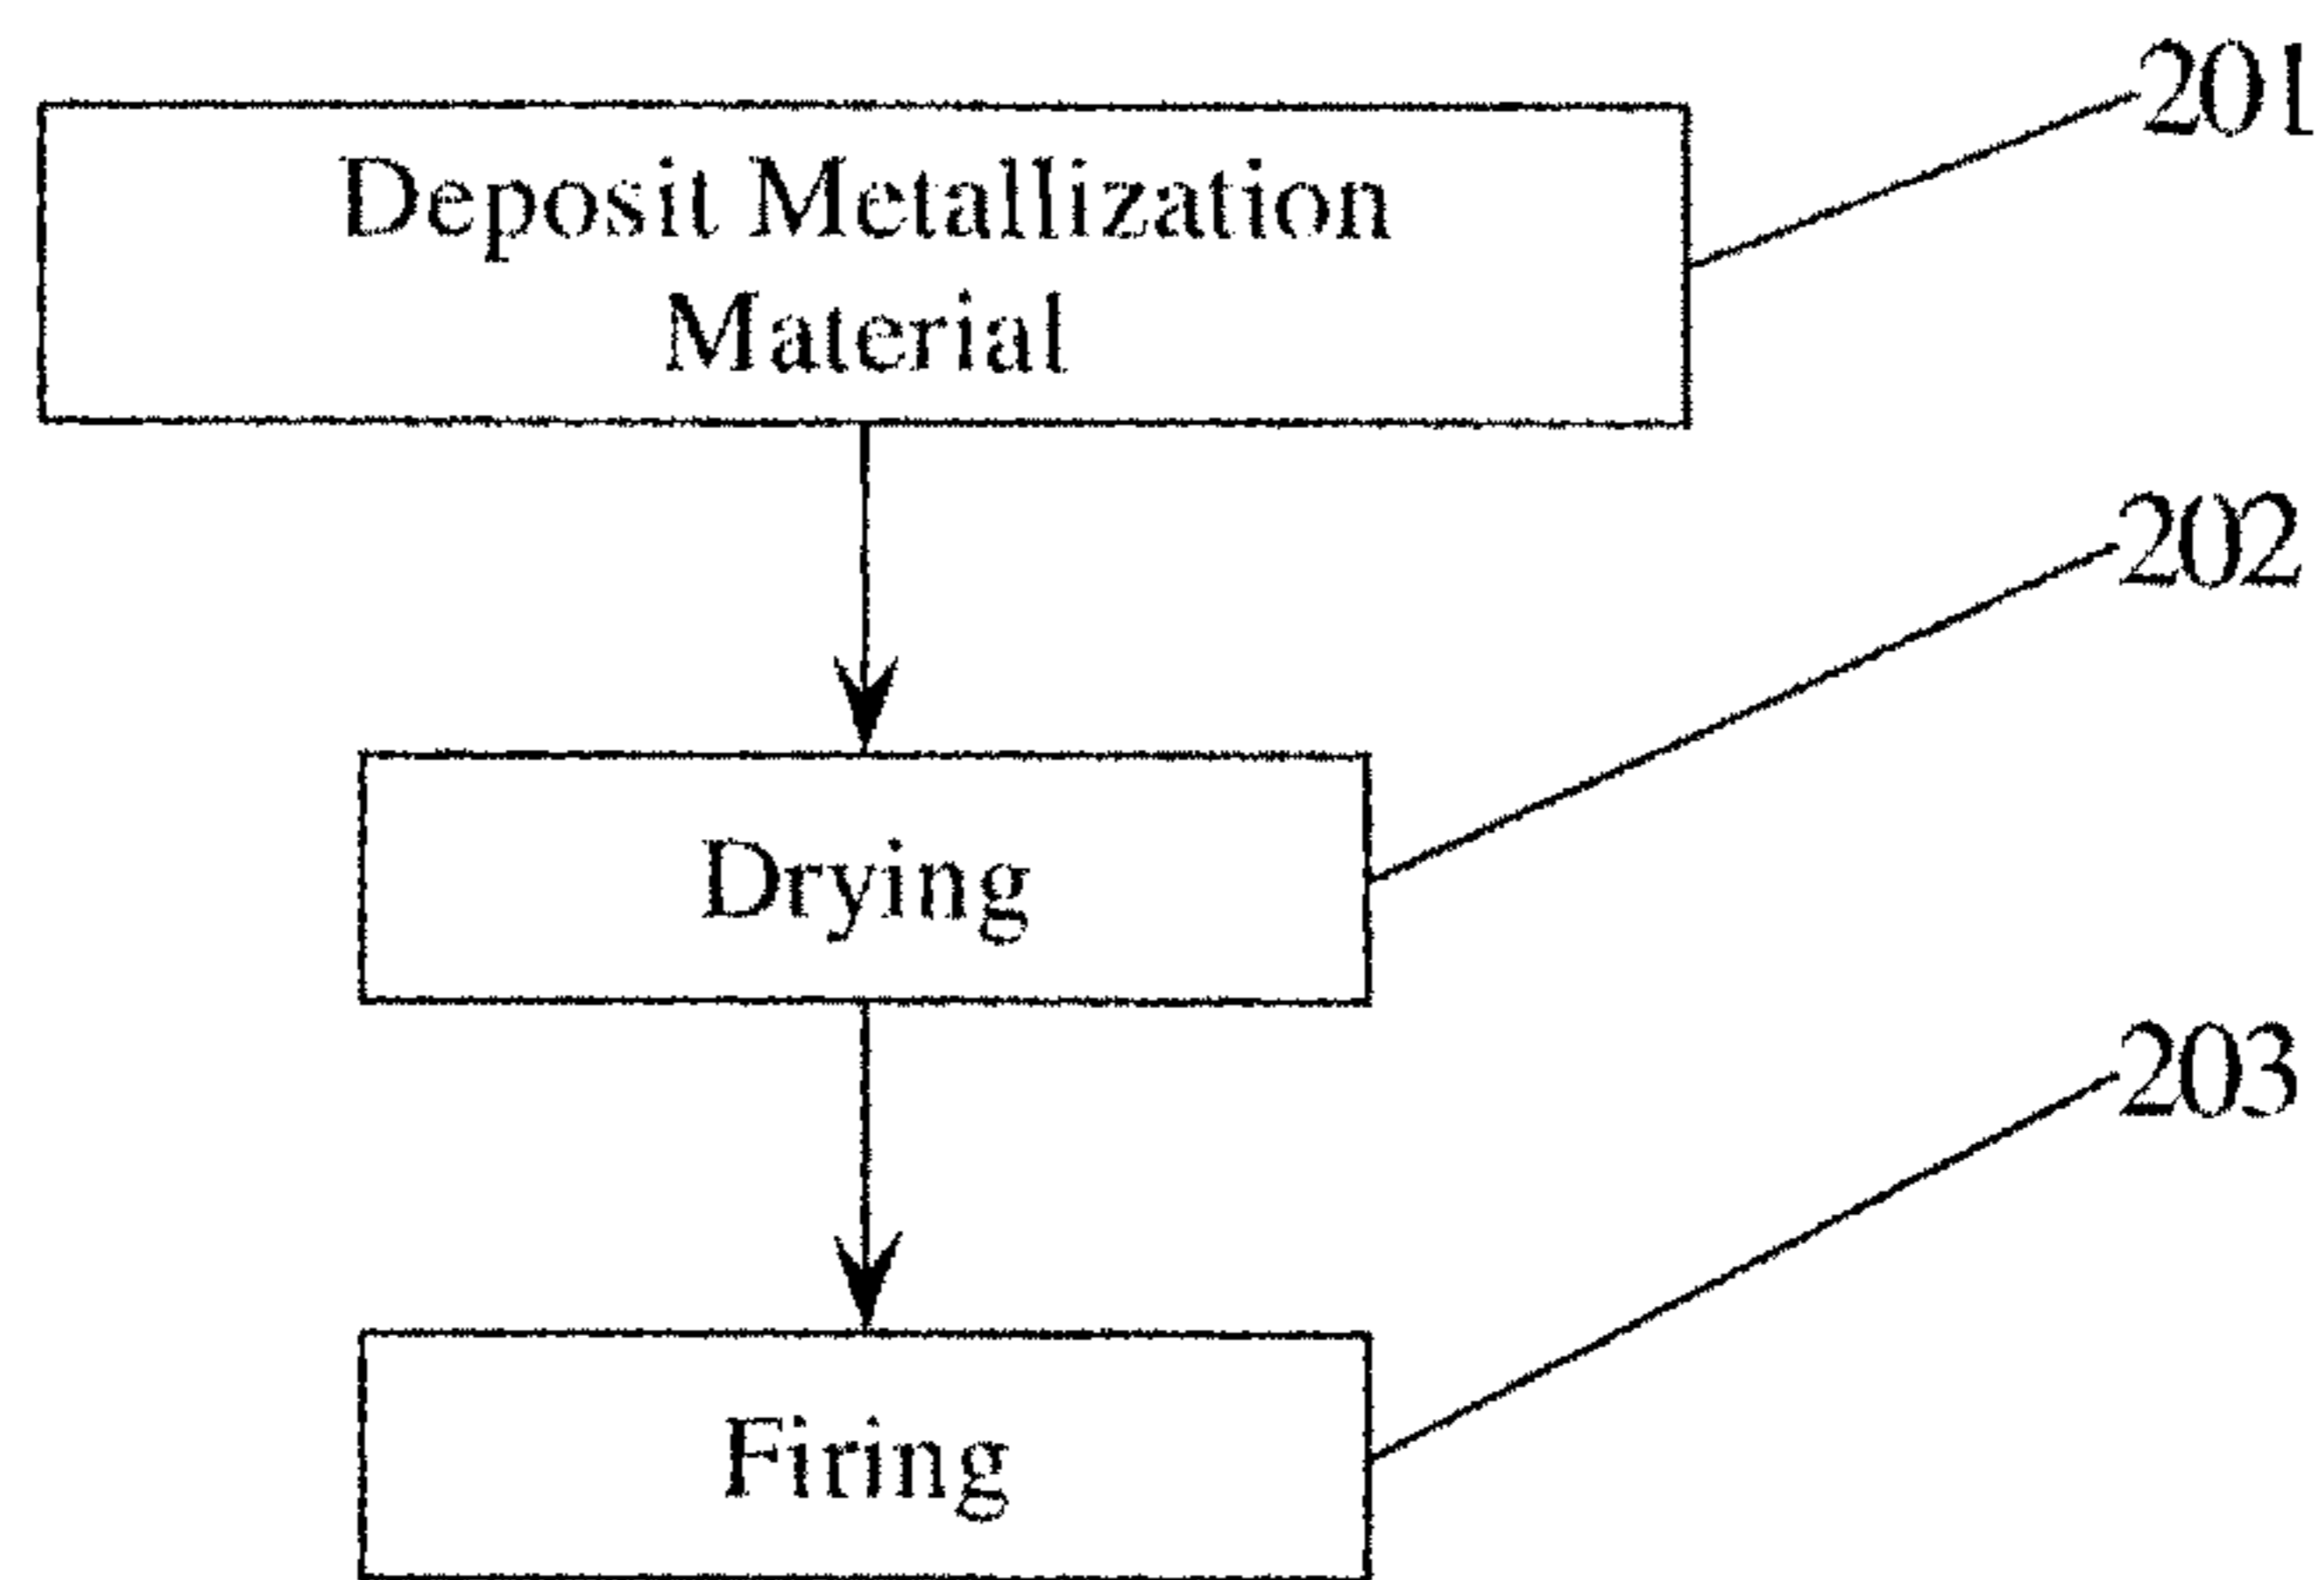 201
Deposit Metallization
Material
202
Drying
203
Firing